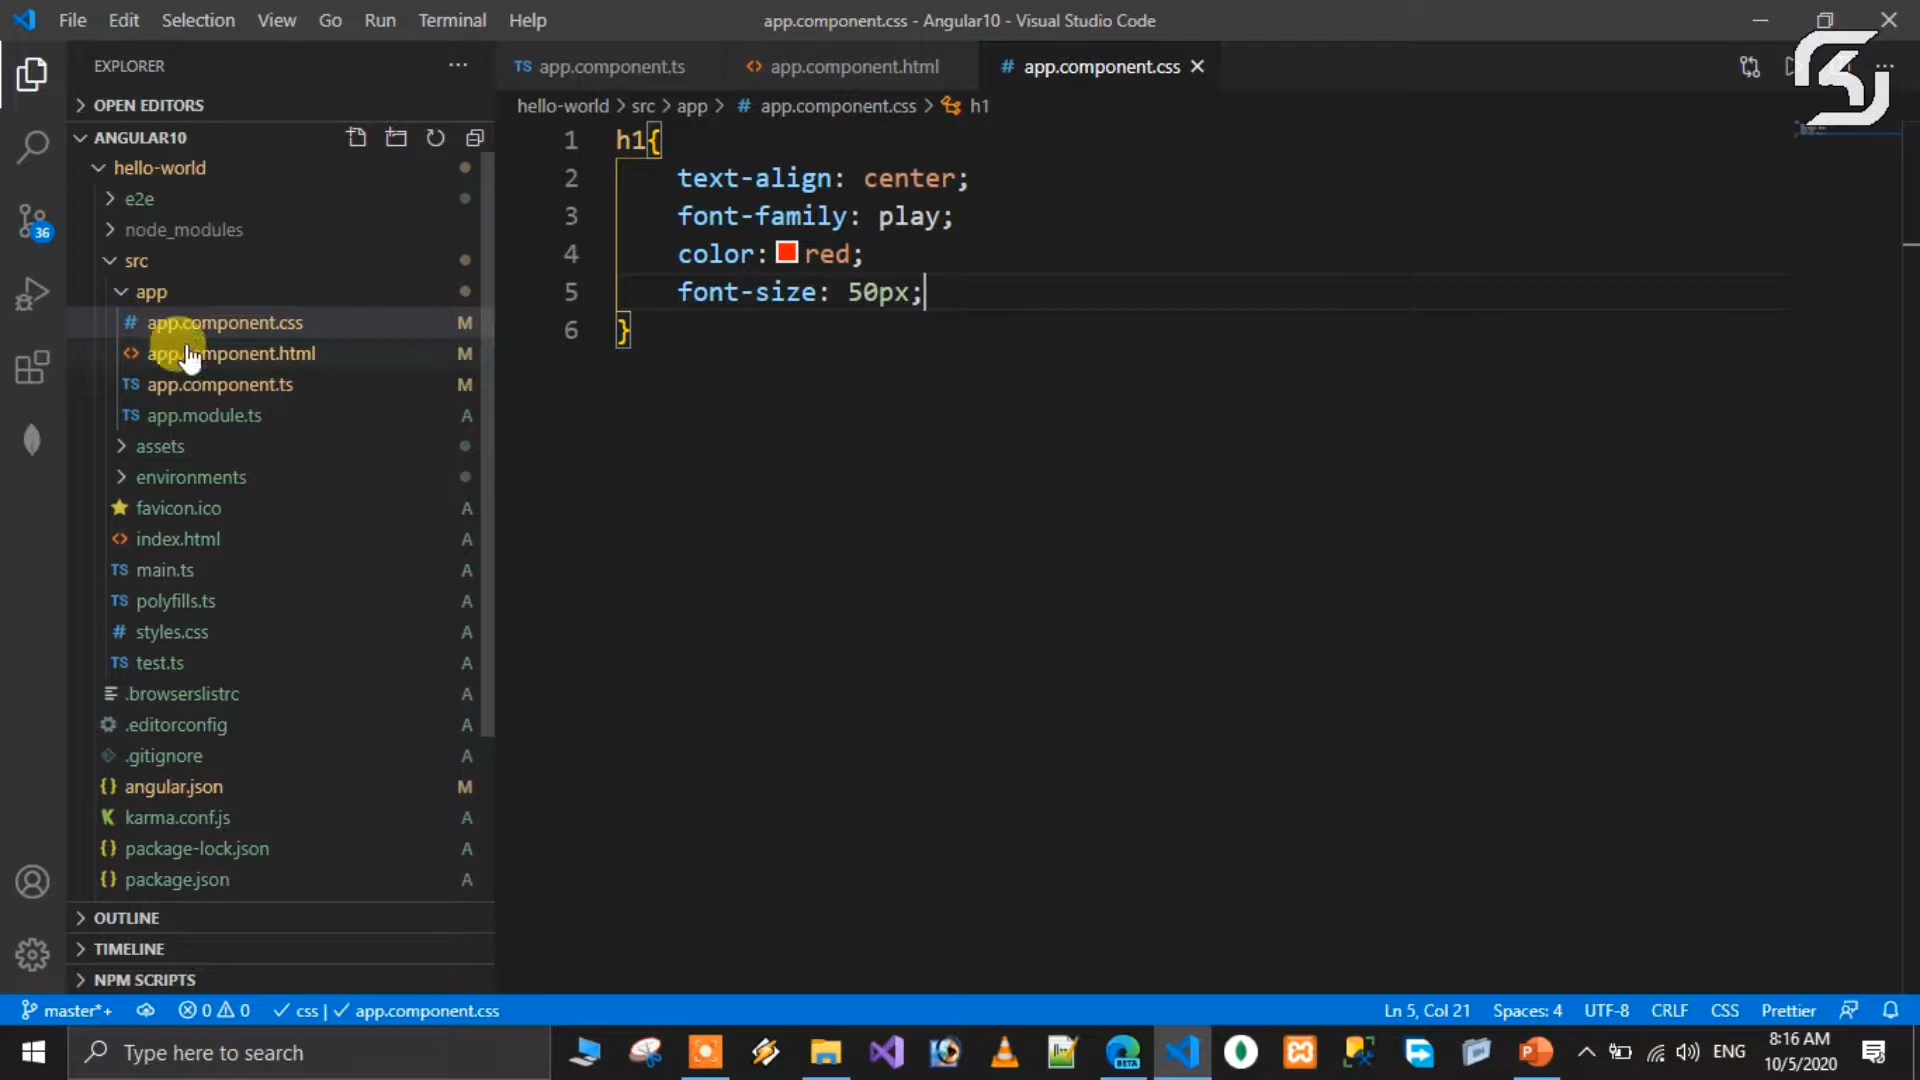 File Edit Selection View Go Run Terminal Help
app.component.css - Angular10 - Visual Studio Code
EXPLORER
OPEN EDITORS
ANGULAR10
hello-world
e2e
node_modules
src
app
app.component.css M
app.component.html M
TS app.component.ts M
TS app.module.ts A
assets
environments
favicon.ico A
index.html A
TS main.ts A
TS polyfills.ts A
# styles.css A
TS test.ts A
.browserslistrc A
.editorconfig A
.gitignore A
{} angular.json M
karma.conf.js A
{} package-lock.json A
{} package.json A
OUTLINE
TIMELINE
NPM SCRIPTS
36
TS app.component.ts
<> app.component.html
# app.component.css
hello-world > src > app > # app.component.css > h1
1 h1{
2 text-align: center;
3 font-family: play;
4 color: red;
5 font-size: 50px;
6 }
master*+
0 0
css | app.component.css
Ln 5, Col 21
Spaces: 4
UTF-8
CRLF
CSS
Prettier
Type here to search
BETA
ENG
8:16 AM
10/5/2020